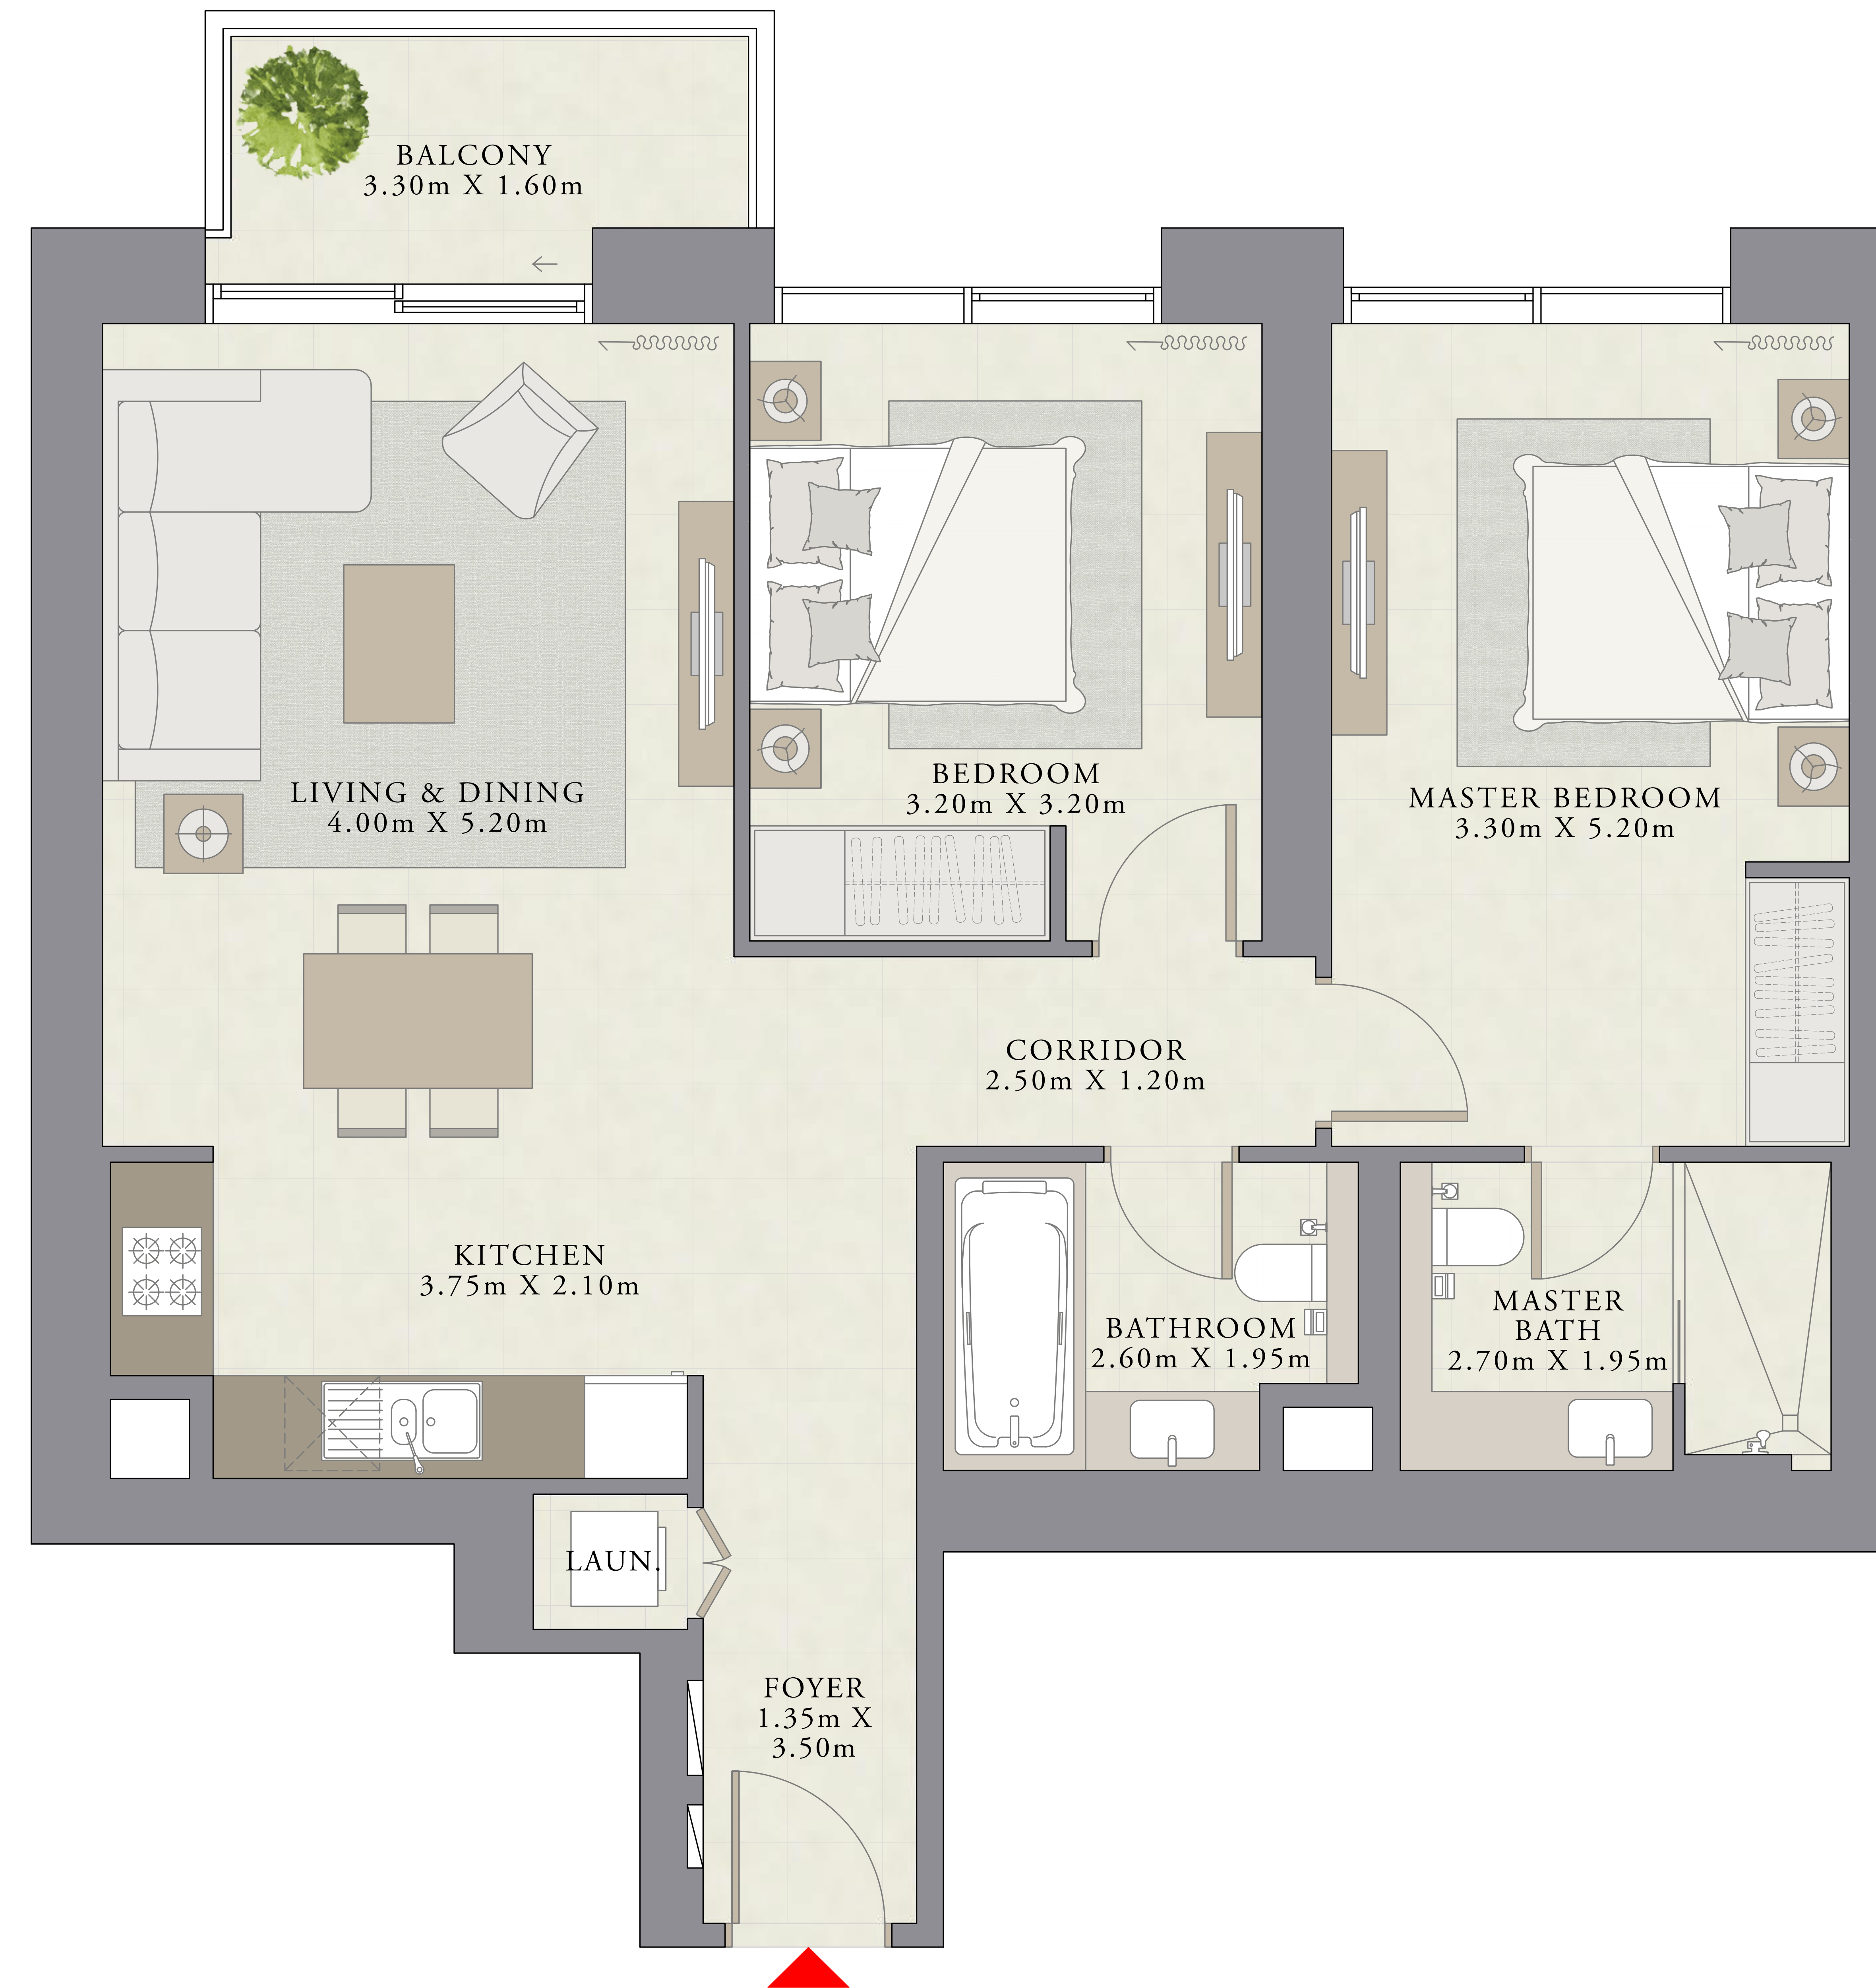 BALCONY
3.30m X 1.60m
LIVING & DINING
4.00m X 5.20m
BEDROOM
3.20m X 3.20m
MASTER BEDROOM
3.30m X 5.20m
CORRIDOR
2.50m X 1.20m
KITCHEN
3.75m X 2.10m
BATHROOM
2.60m X 1.95m
MASTER
BATH
2.70m X 1.95m
LAUN.
FOYER
1.35m X
3.50m